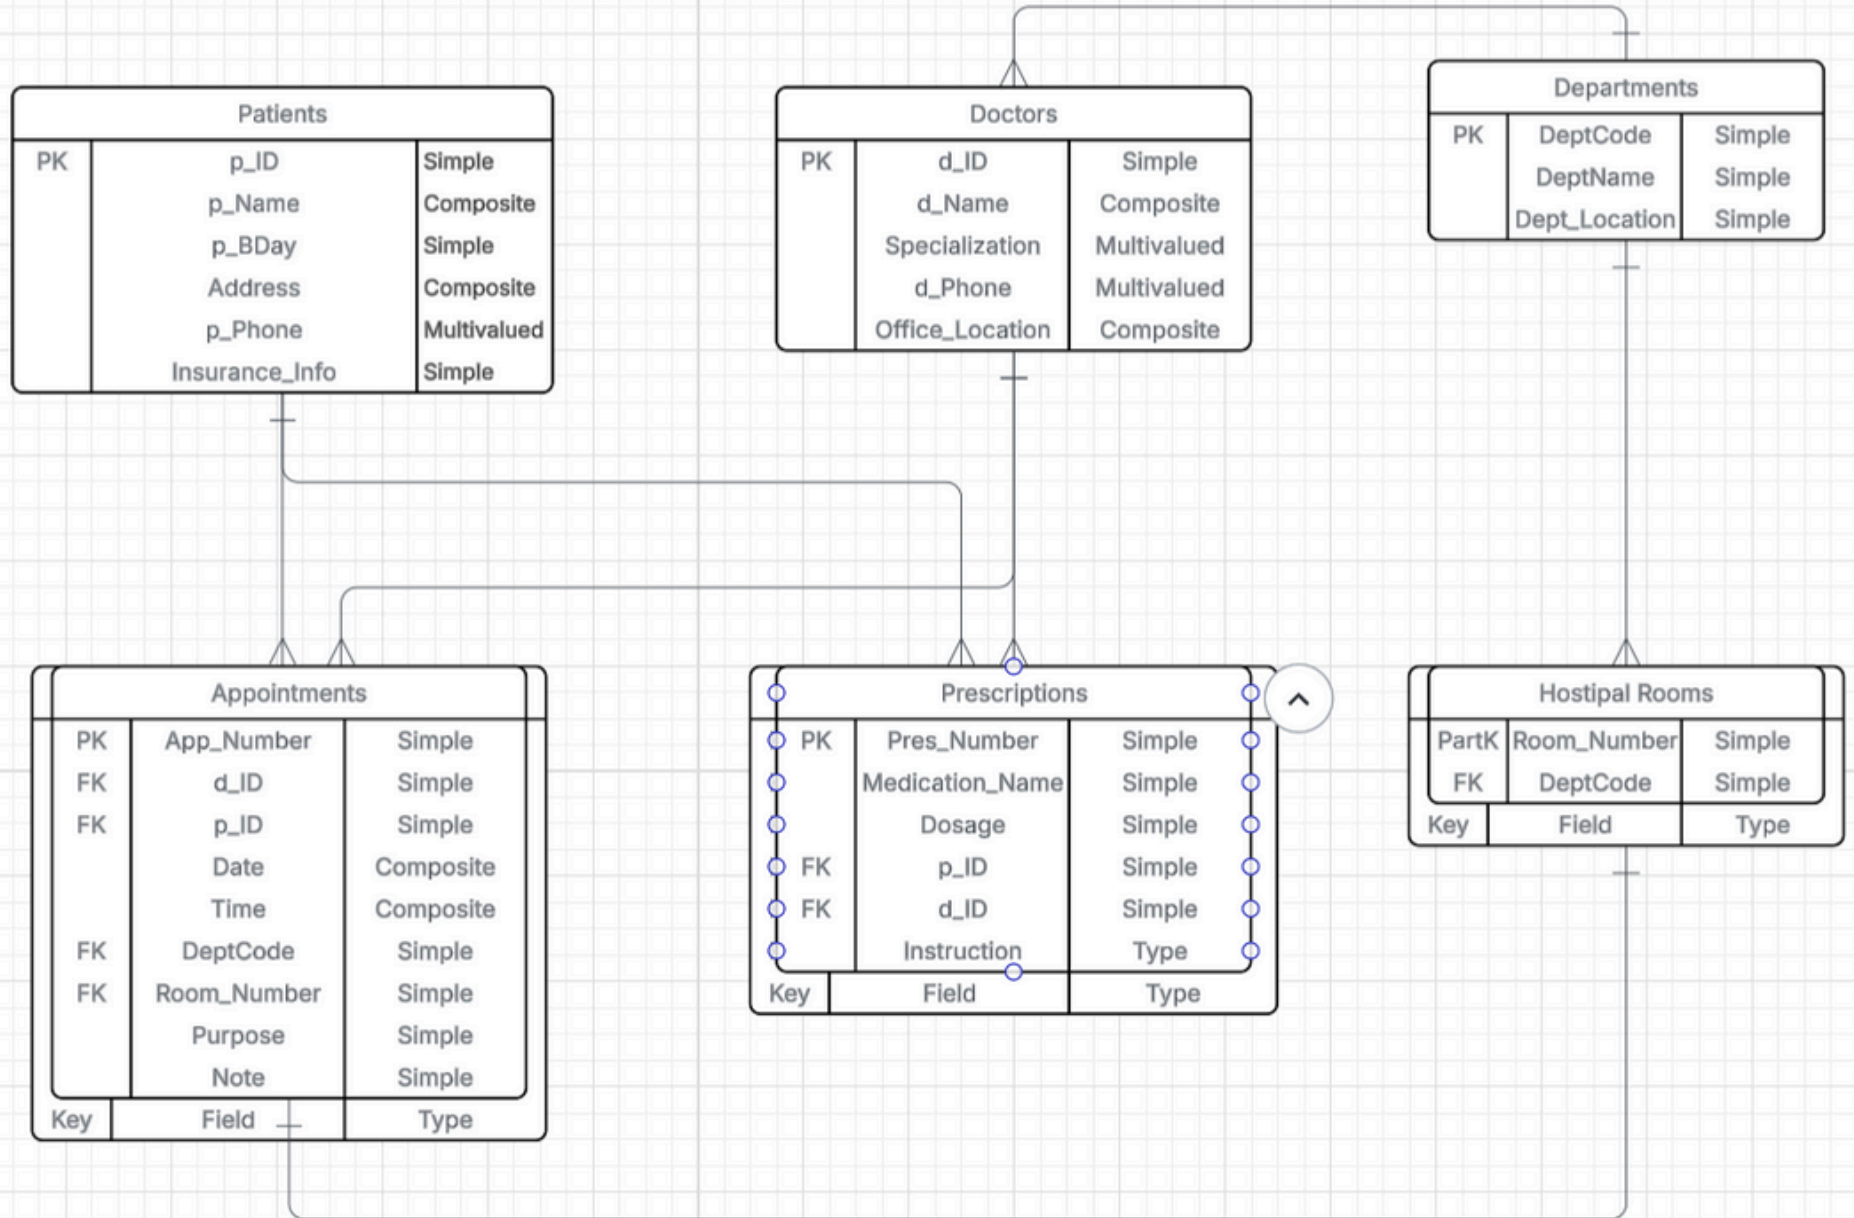 Patients
PK p_ID Simple
p_Name Composite
p_BDay Simple
Address Composite
p_Phone Multivalued
Insurance_Info Simple
Doctors
PK d_ID Simple
d_Name Composite
Specialization Multivalued
d_Phone Multivalued
Office_Location Composite
Departments
PK DeptCode Simple
DeptName Simple
Dept_Location Simple
Appointments
PK App_Number Simple
FK d_ID Simple
FK p_ID Simple
Date Composite
Time Composite
FK DeptCode Simple
FK Room_Number Simple
Purpose Simple
Note Simple
Key Field Type
Prescriptions
PK Pres_Number Simple
Medication_Name Simple
Dosage Simple
FK p_ID Simple
FK d_ID Simple
Instruction Type
Key Field Type
Hostipal Rooms
PartK Room_Number Simple
FK DeptCode Simple
Key Field Type